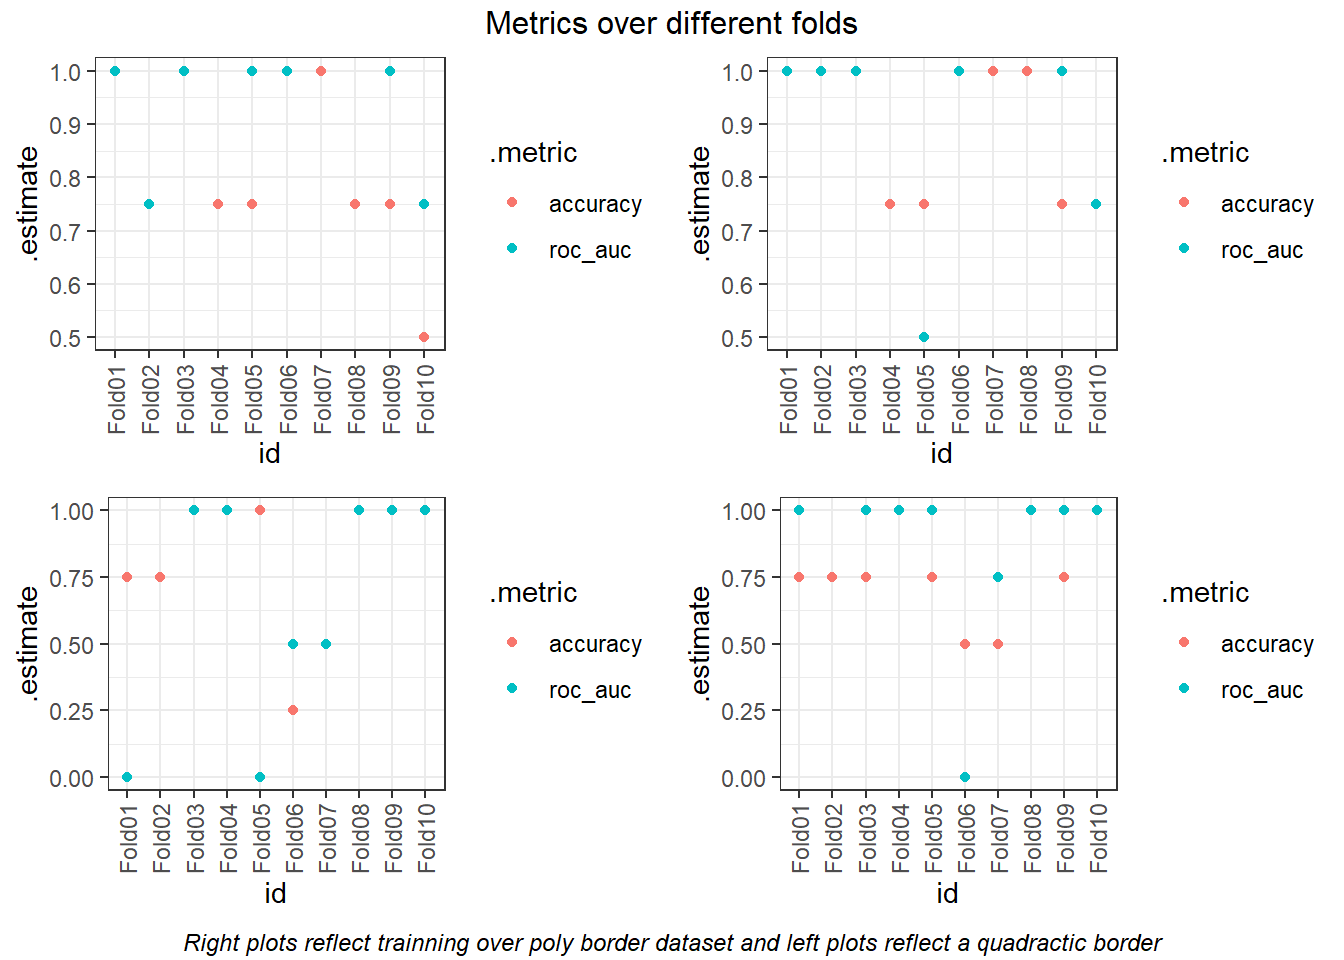 Metrics over different folds
.estimate
1.0
0.9
0.8
0.7
0.6
0.5
Fold01
Fold02
Fold03
Fold04
Fold05
Fold06
Fold07
Fold08
Fold09
Fold10
id
.metric
accuracy
roc_auc
.estimate
1.0
0.9
0.8
0.7
0.6
0.5
Fold01
Fold02
Fold03
Fold04
Fold05
Fold06
Fold07
Fold08
Fold09
Fold10
id
.metric
accuracy
roc_auc
.estimate
1.00
0.75
0.50
0.25
0.00
Fold01
Fold02
Fold03
Fold04
Fold05
Fold06
Fold07
Fold08
Fold09
Fold10
id
.metric
accuracy
roc_auc
.estimate
1.00
0.75
0.50
0.25
0.00
Fold01
Fold02
Fold03
Fold04
Fold05
Fold06
Fold07
Fold08
Fold09
Fold10
id
.metric
accuracy
roc_auc
Right plots reflect trainning over poly border dataset and left plots reflect a quadractic border